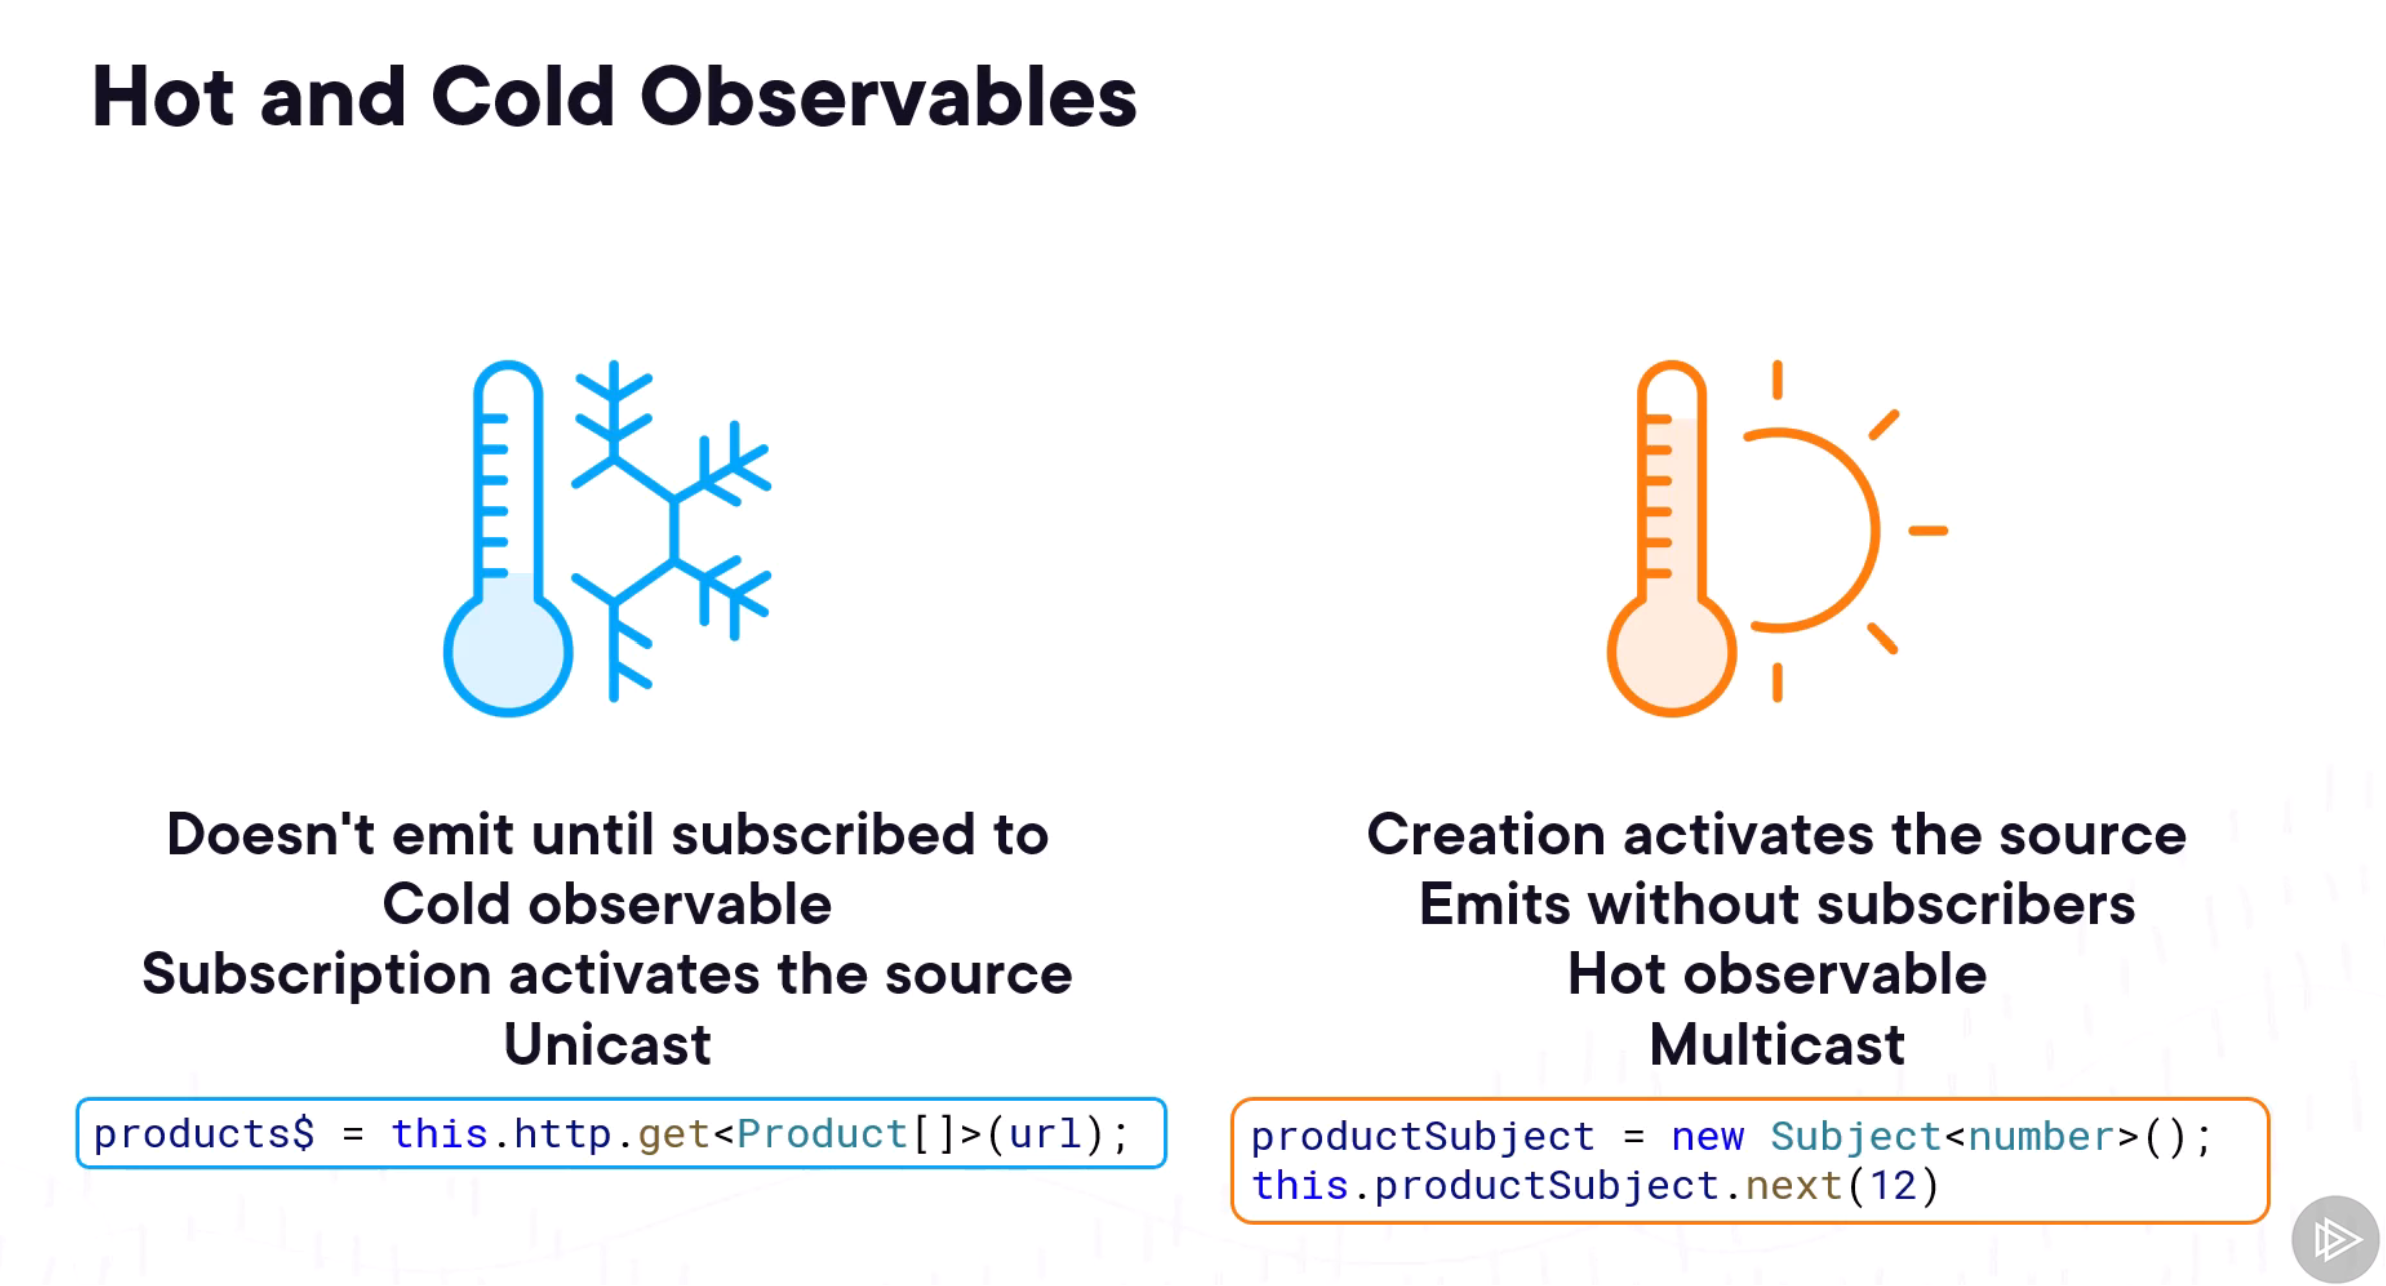 Hot and Cold Observables
Doesn't emit until subscribed to
Cold observable
Subscription activates the source
Unicast
products$ = this.http.get<Product[]>(url);
Creation activates the source
Emits without subscribers
Hot observable
Multicast
productSubject = new Subject<number>();
this.productSubject.next(12)